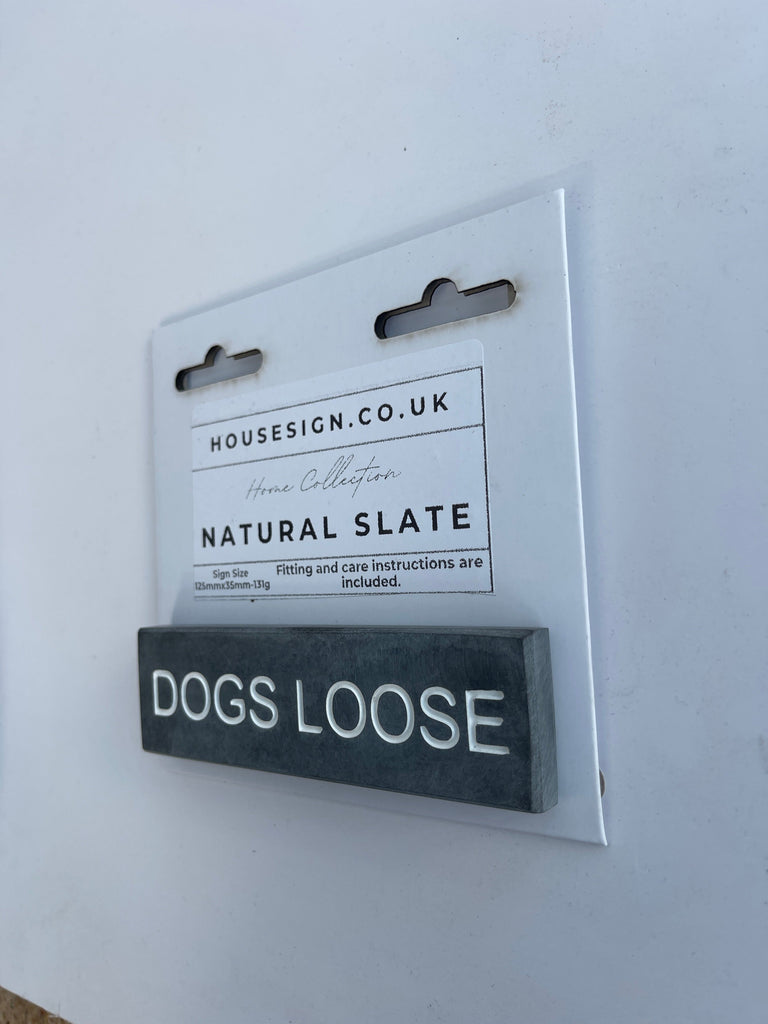 HOUSESIGN.CO.UK
Home Collection
NATURAL SLATE
Sign Size
125mmx35mm-131g
Fitting and care instructions are
included.
DOGS LOOSE